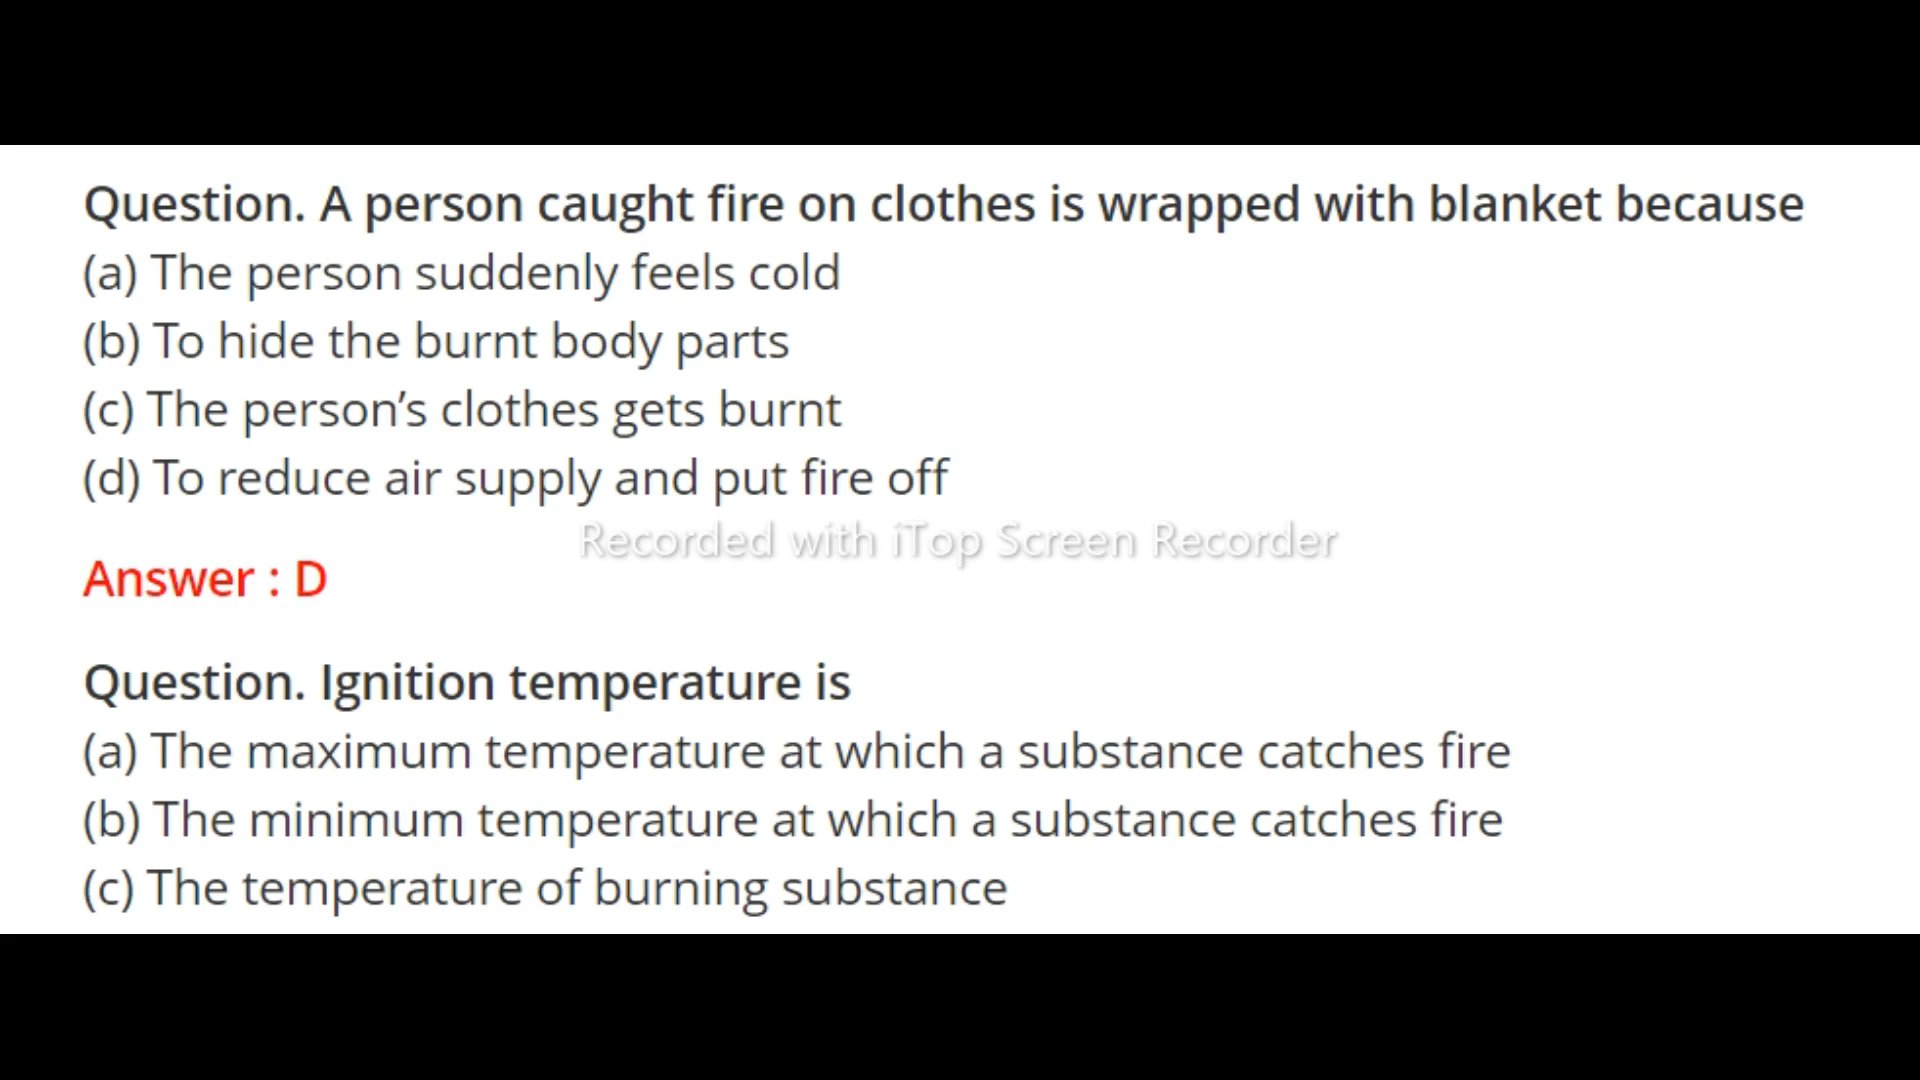 Question. A person caught fire on clothes is wrapped with blanket because
(a) The person suddenly feels cold
(b) To hide the burnt body parts
(c) The person’s clothes gets burnt
(d) To reduce air supply and put fire off
Recorded with iTop Screen Recorder
Answer : D
Question. Ignition temperature is
(a) The maximum temperature at which a substance catches fire
(b) The minimum temperature at which a substance catches fire
(c) The temperature of burning substance